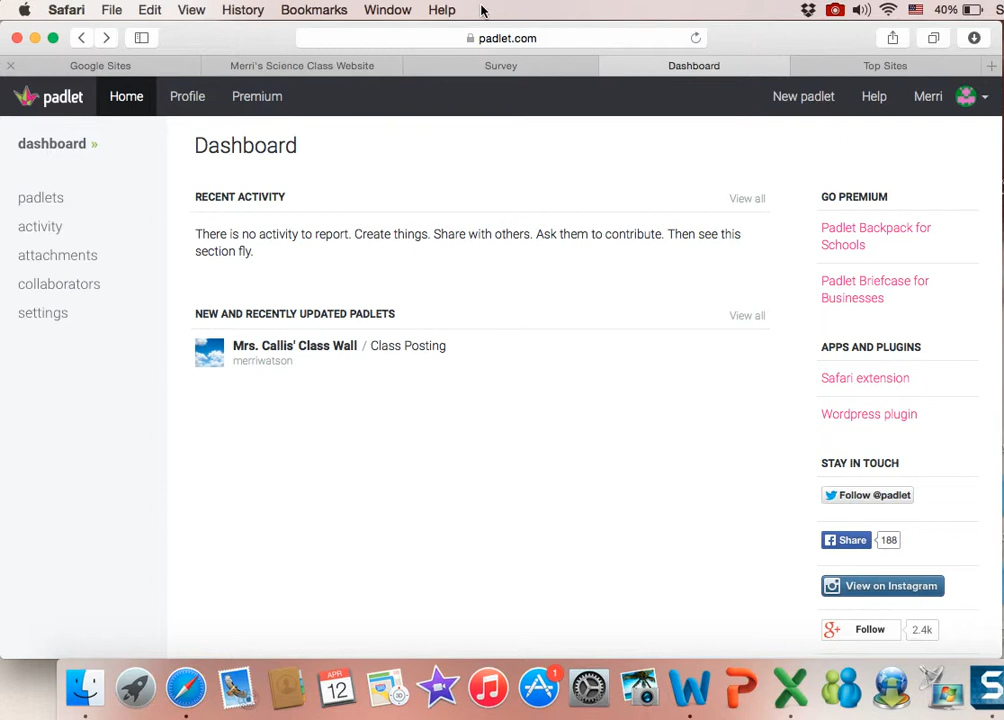 Safari File Edit View History Bookmarks Window Help 40% S
padlet.com
Google Sites Merri's Science Class Website Survey Dashboard Top Sites
padlet Home Profile Premium New padlet Help Merri
dashboard »
padlets
activity
attachments
collaborators
settings
Dashboard
RECENT ACTIVITY View all
There is no activity to report. Create things. Share with others. Ask them to contribute. Then see this
section fly.
NEW AND RECENTLY UPDATED PADLETS View all
Mrs. Callis' Class Wall / Class Posting
merriwatson
GO PREMIUM
Padlet Backpack for
Schools
Padlet Briefcase for
Businesses
APPS AND PLUGINS
Safari extension
Wordpress plugin
STAY IN TOUCH
Follow @padlet
Share 188
View on Instagram
g+ Follow 2.4k
APR
12
30
1
W P X S